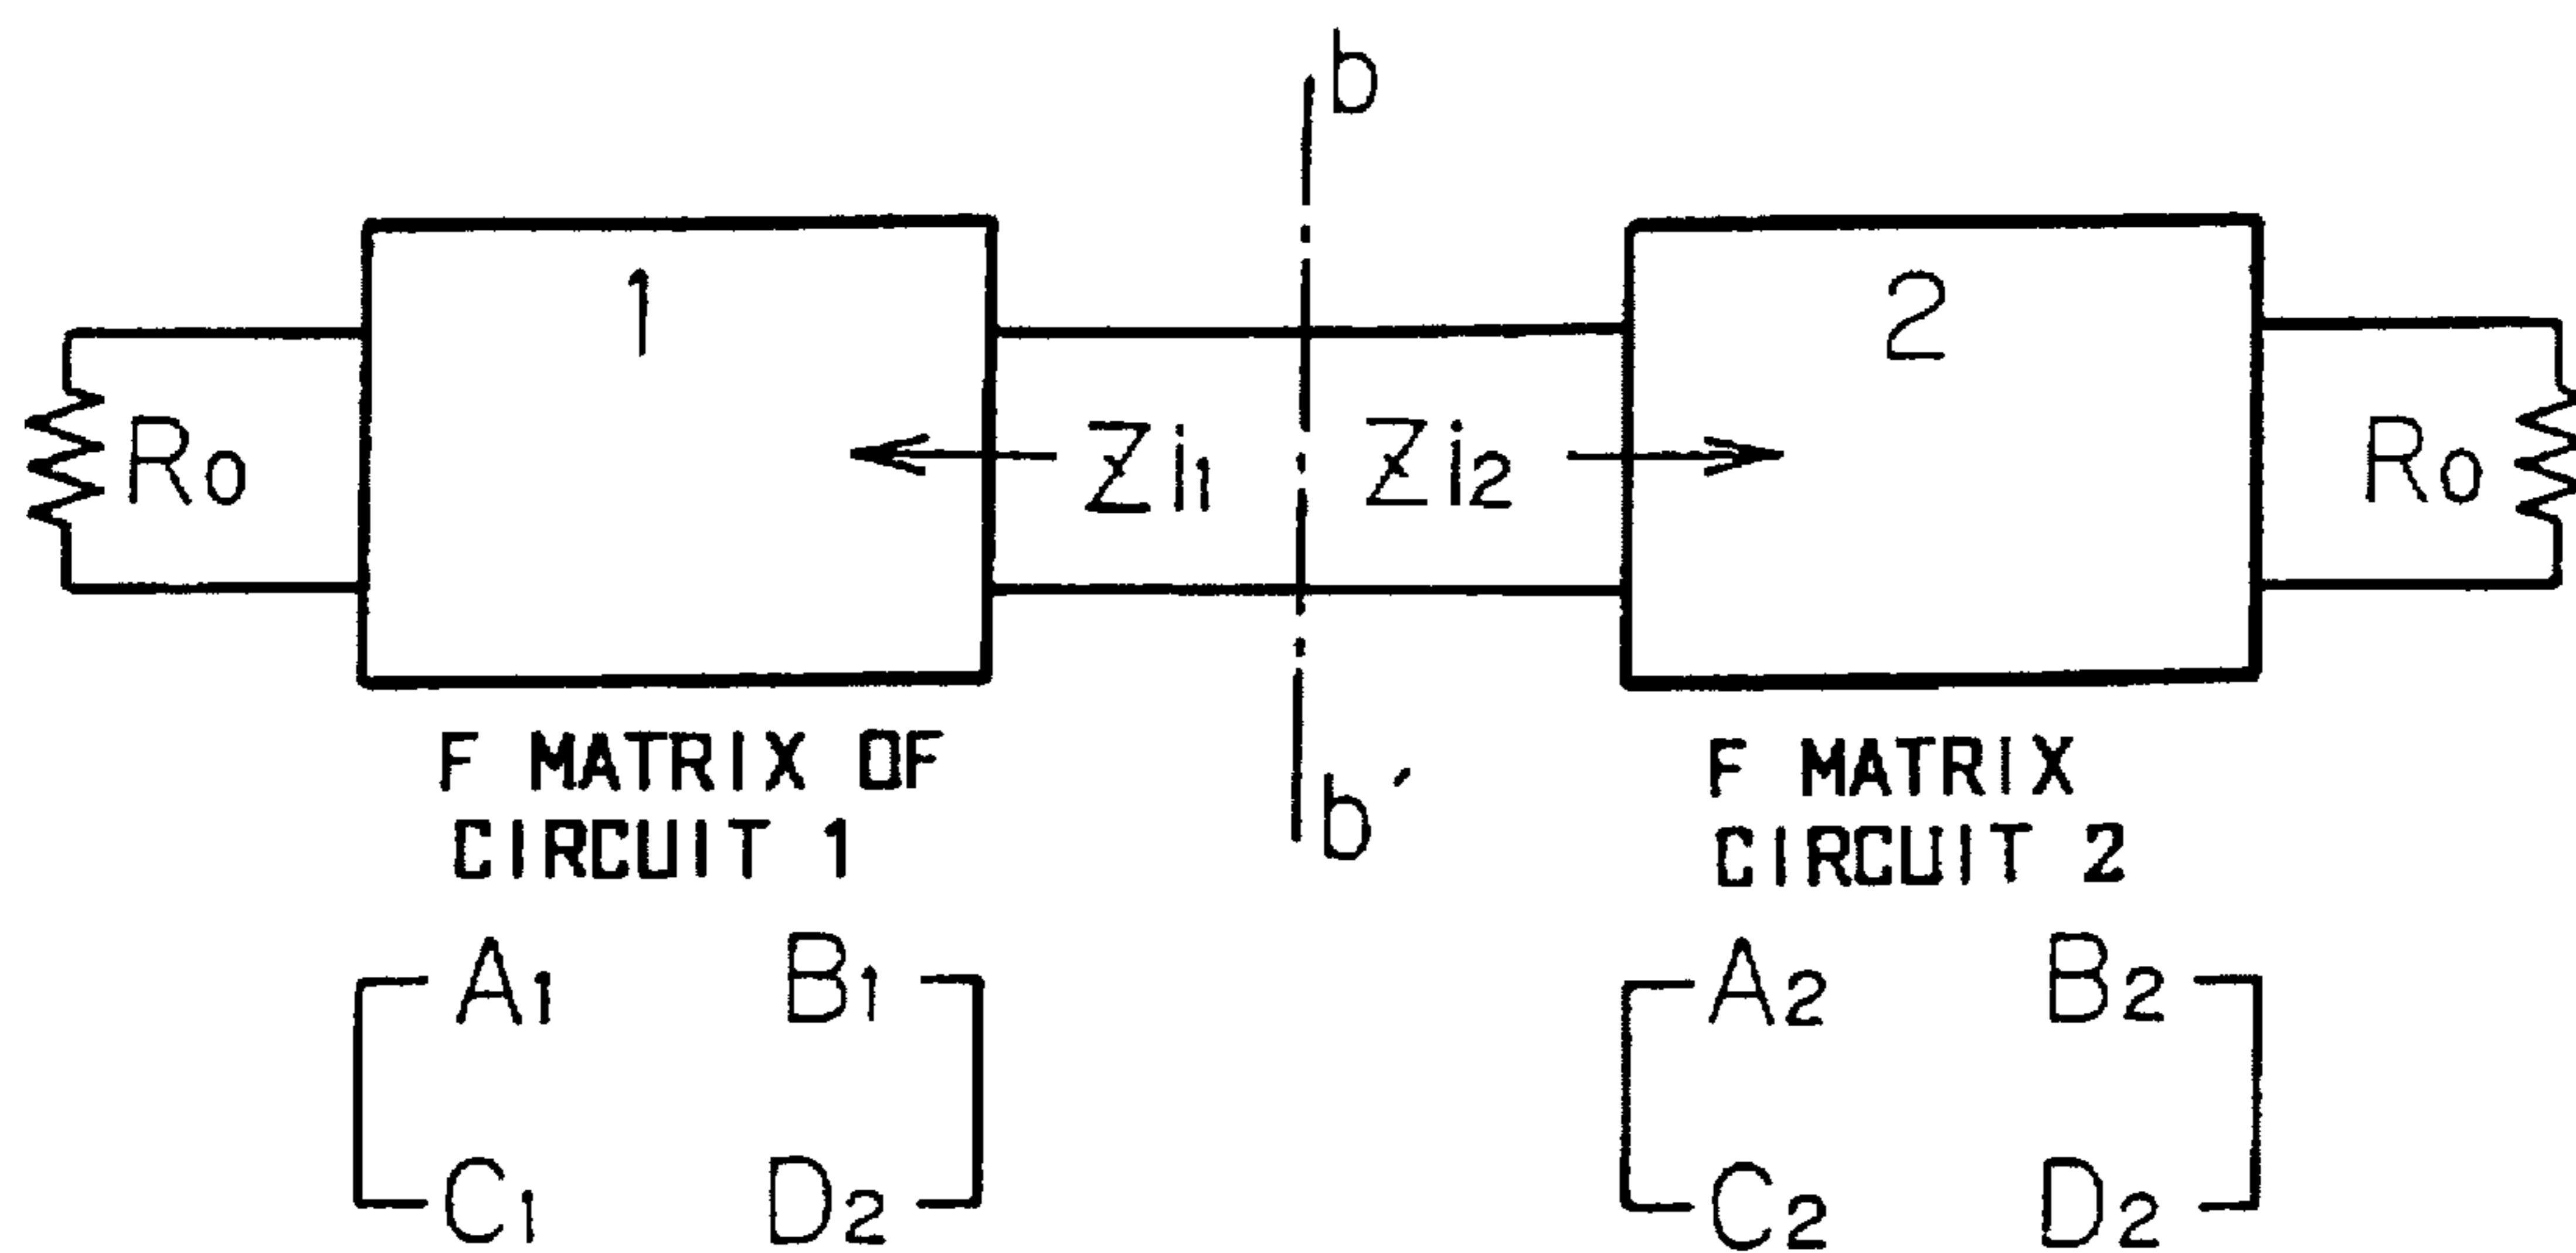 b
1
2
Ro
Zi1
Zi2
Ro
b′
F MATRIX OF
CIRCUIT 1
F MATRIX
CIRCUIT 2
A1 B1
C1 D2
A2 B2
C2 D2